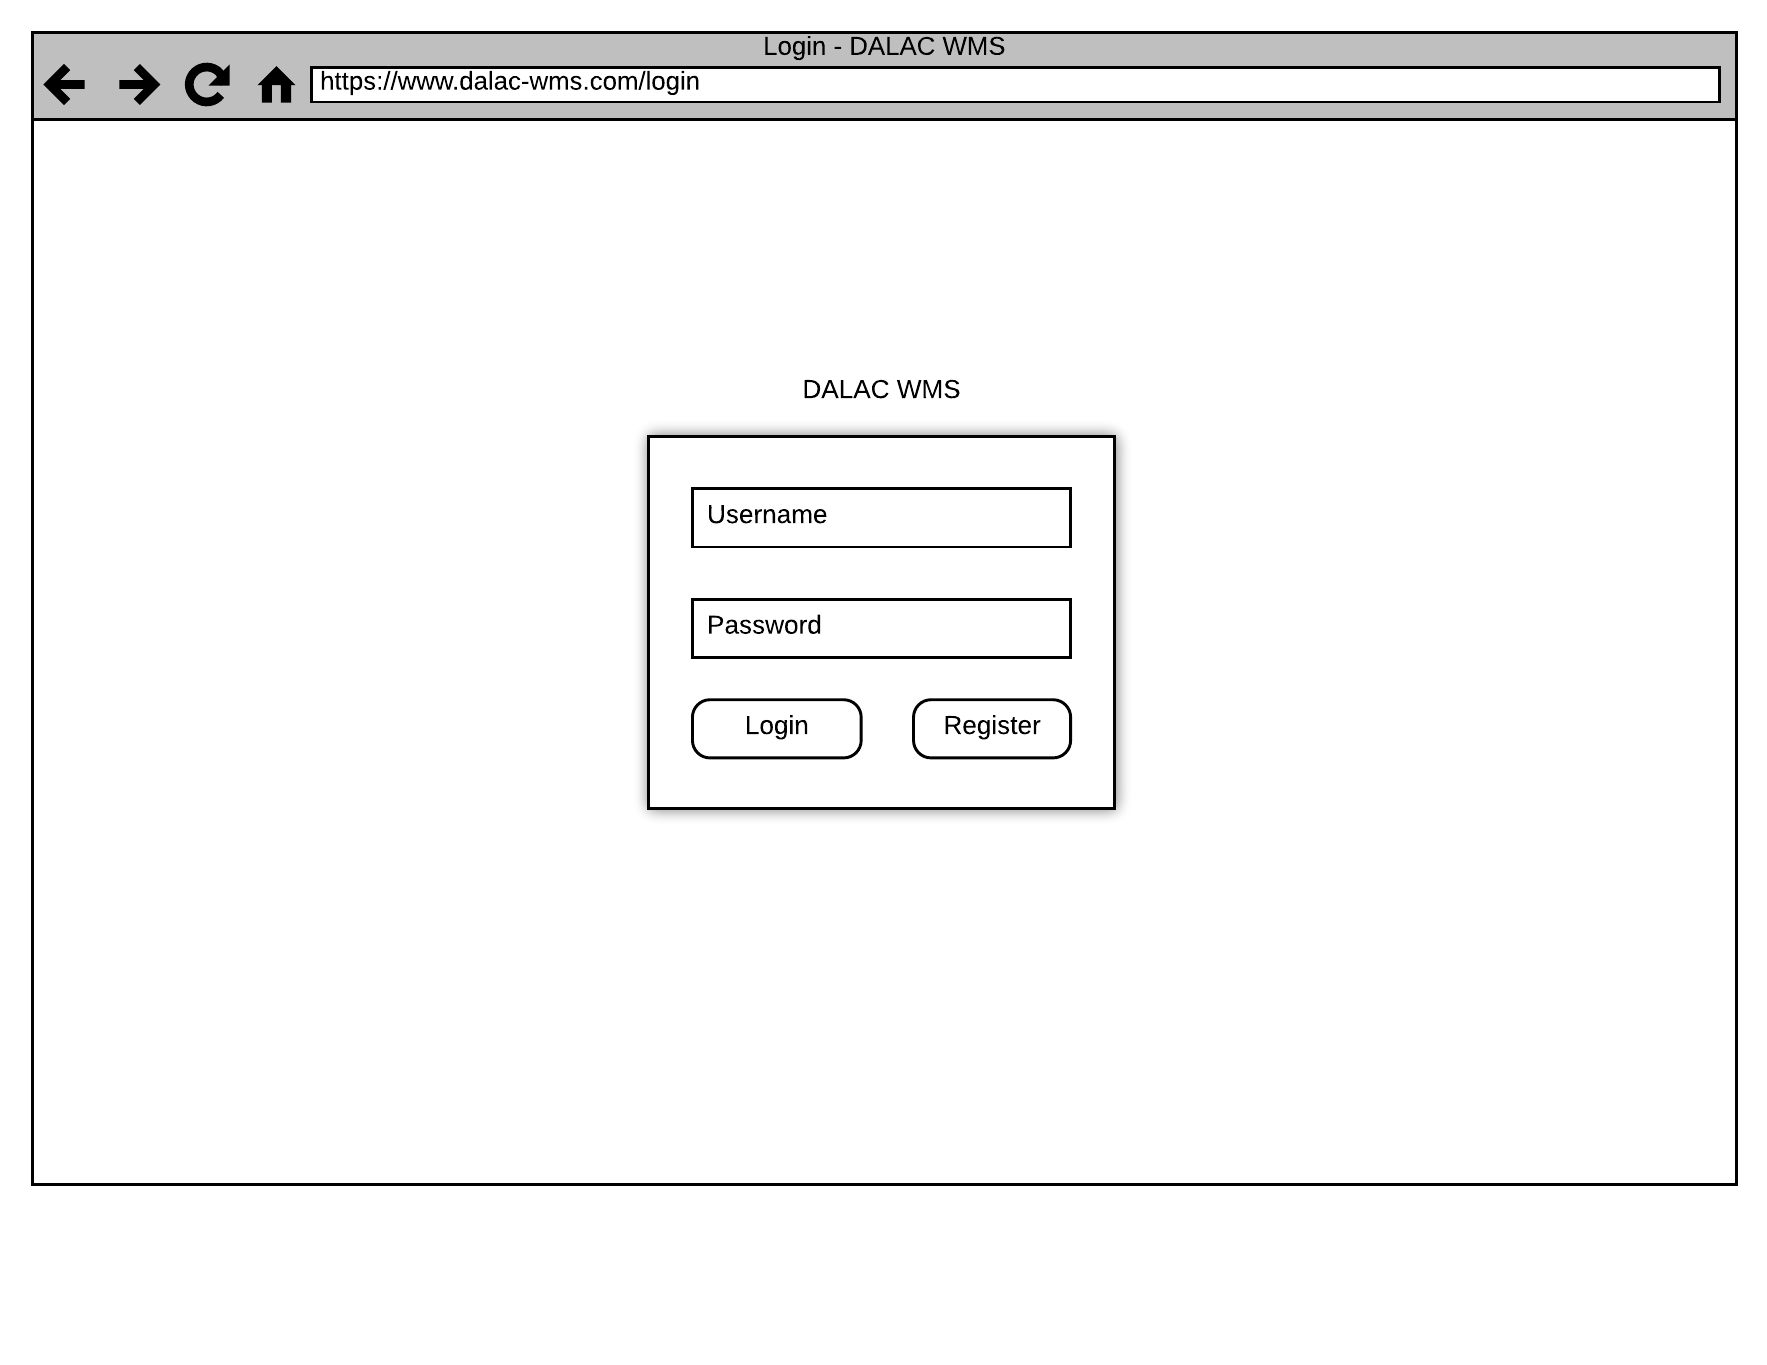 Login - DALAC WMS
https://www.dalac-wms.com/login
DALAC WMS
Username
Password
Login
Register